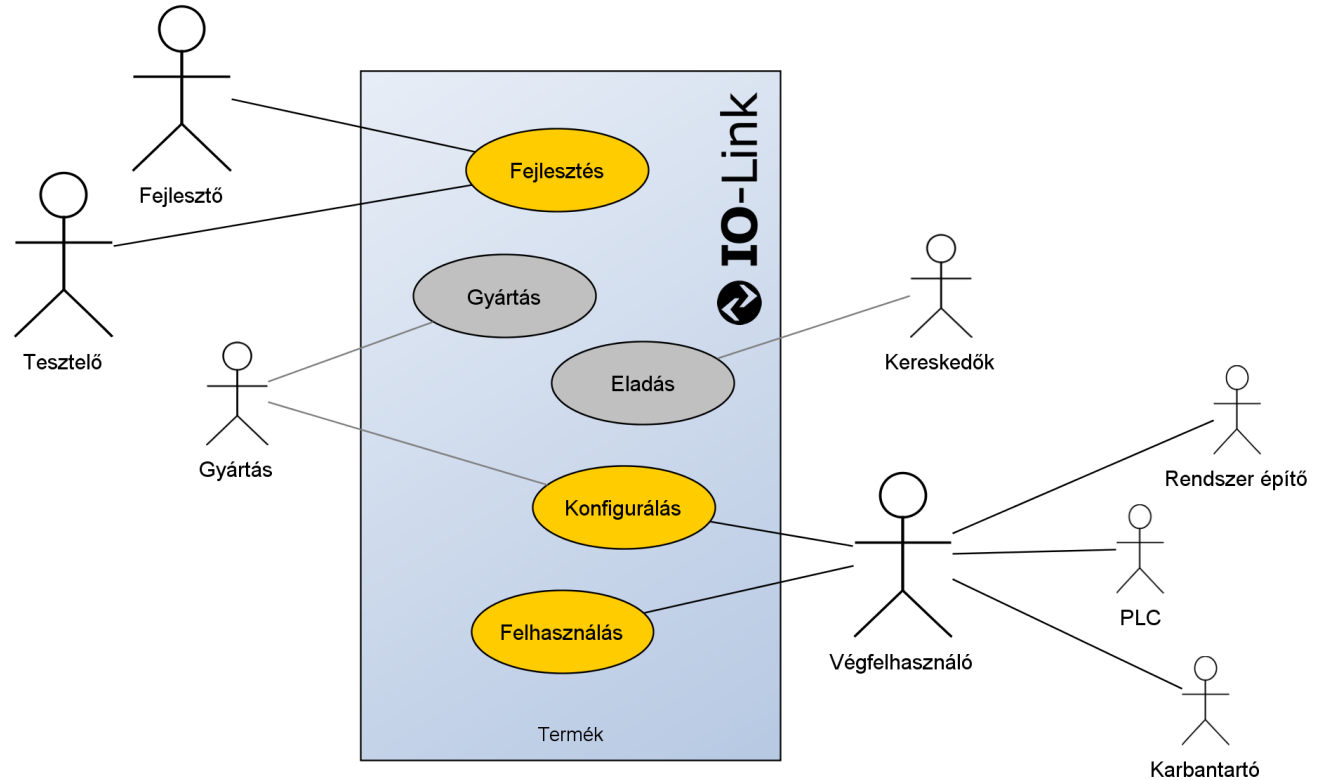 Fejlesztő
Tesztelő
Gyártás
IO-Link
Fejlesztés
Gyártás
Eladás
Konfigurálás
Felhasználás
Termék
Kereskedők
Végfelhasználó
Rendszer építő
PLC
Karbantartó